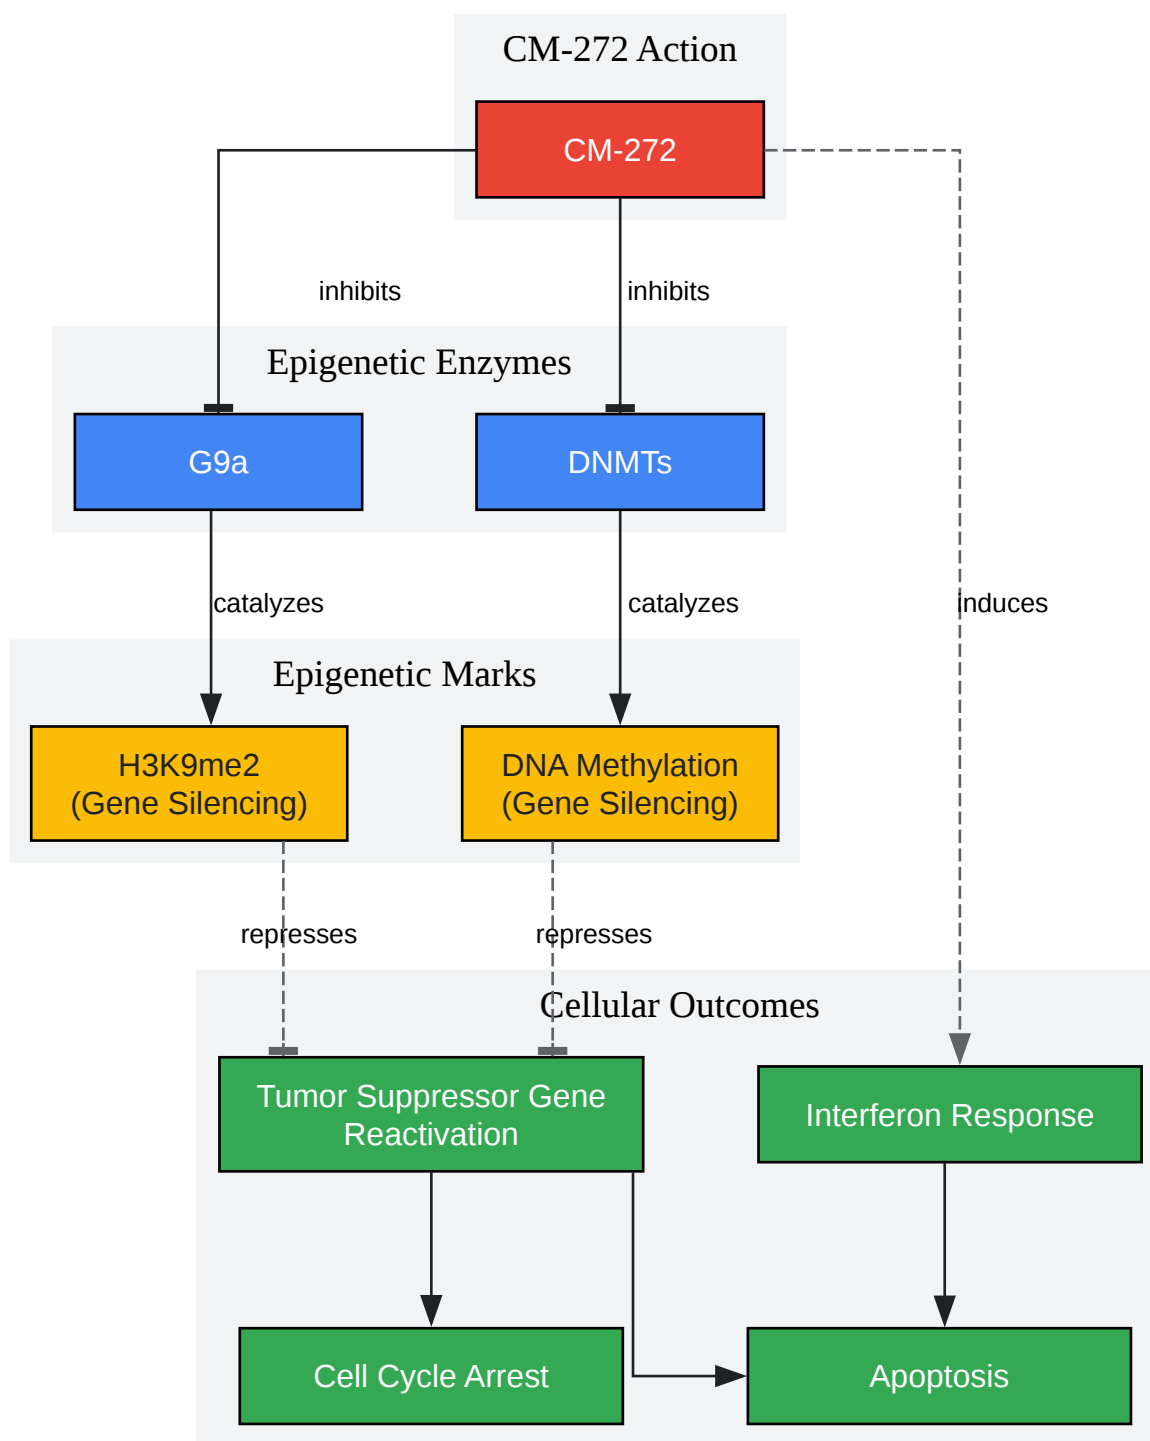 CM-272 Action
CM-272
inhibits
inhibits
Epigenetic Enzymes
G9a
DNMTs
catalyzes
catalyzes
induces
Epigenetic Marks
H3K9me2
(Gene Silencing)
DNA Methylation
(Gene Silencing)
represses
represses
Cellular Outcomes
Tumor Suppressor Gene
Reactivation
Interferon Response
Cell Cycle Arrest
Apoptosis